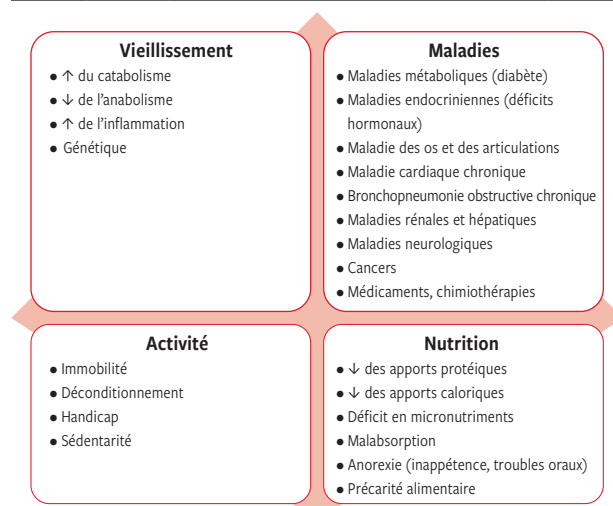 Vieillissement
● ↑ du catabolisme
● ↓ de l'anabolisme
● ↑ de l'inflammation
● Génétique
Maladies
● Maladies métaboliques (diabète)
● Maladies endocriniennes (déficits
hormonaux)
● Maladie des os et des articulations
● Maladie cardiaque chronique
● Bronchopneumonie obstructive chronique
● Maladies rénales et hépatiques
● Maladies neurologiques
● Cancers
● Médicaments, chimiothérapies
Activité
● Immobilité
● Déconditionnement
● Handicap
● Sédentarité
Nutrition
● ↓ des apports protéiques
● ↓ des apports caloriques
● Déficit en micronutriments
● Malabsorption
● Anorexie (inappétence, troubles oraux)
● Précarité alimentaire